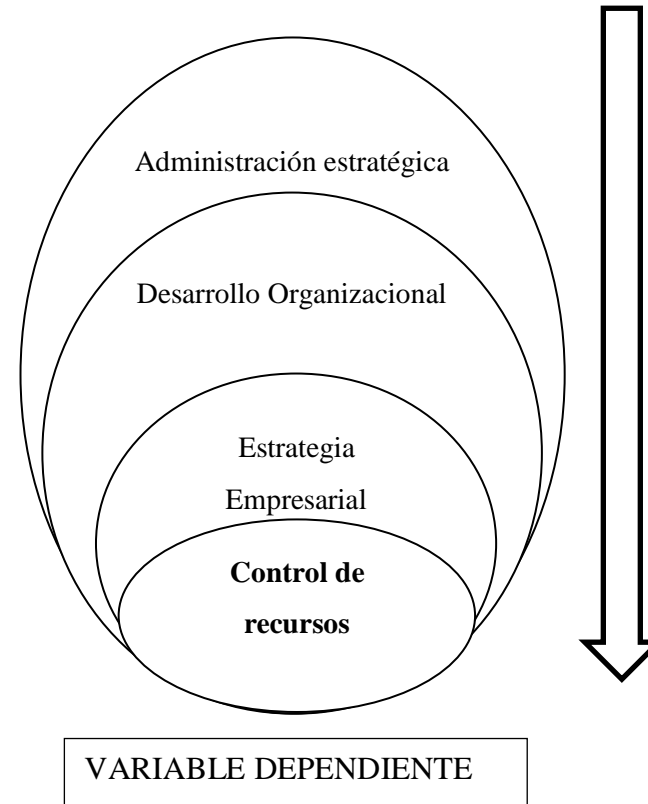 Administración estratégica
Desarrollo Organizacional
Estrategia
Empresarial
Control de
recursos
VARIABLE DEPENDIENTE